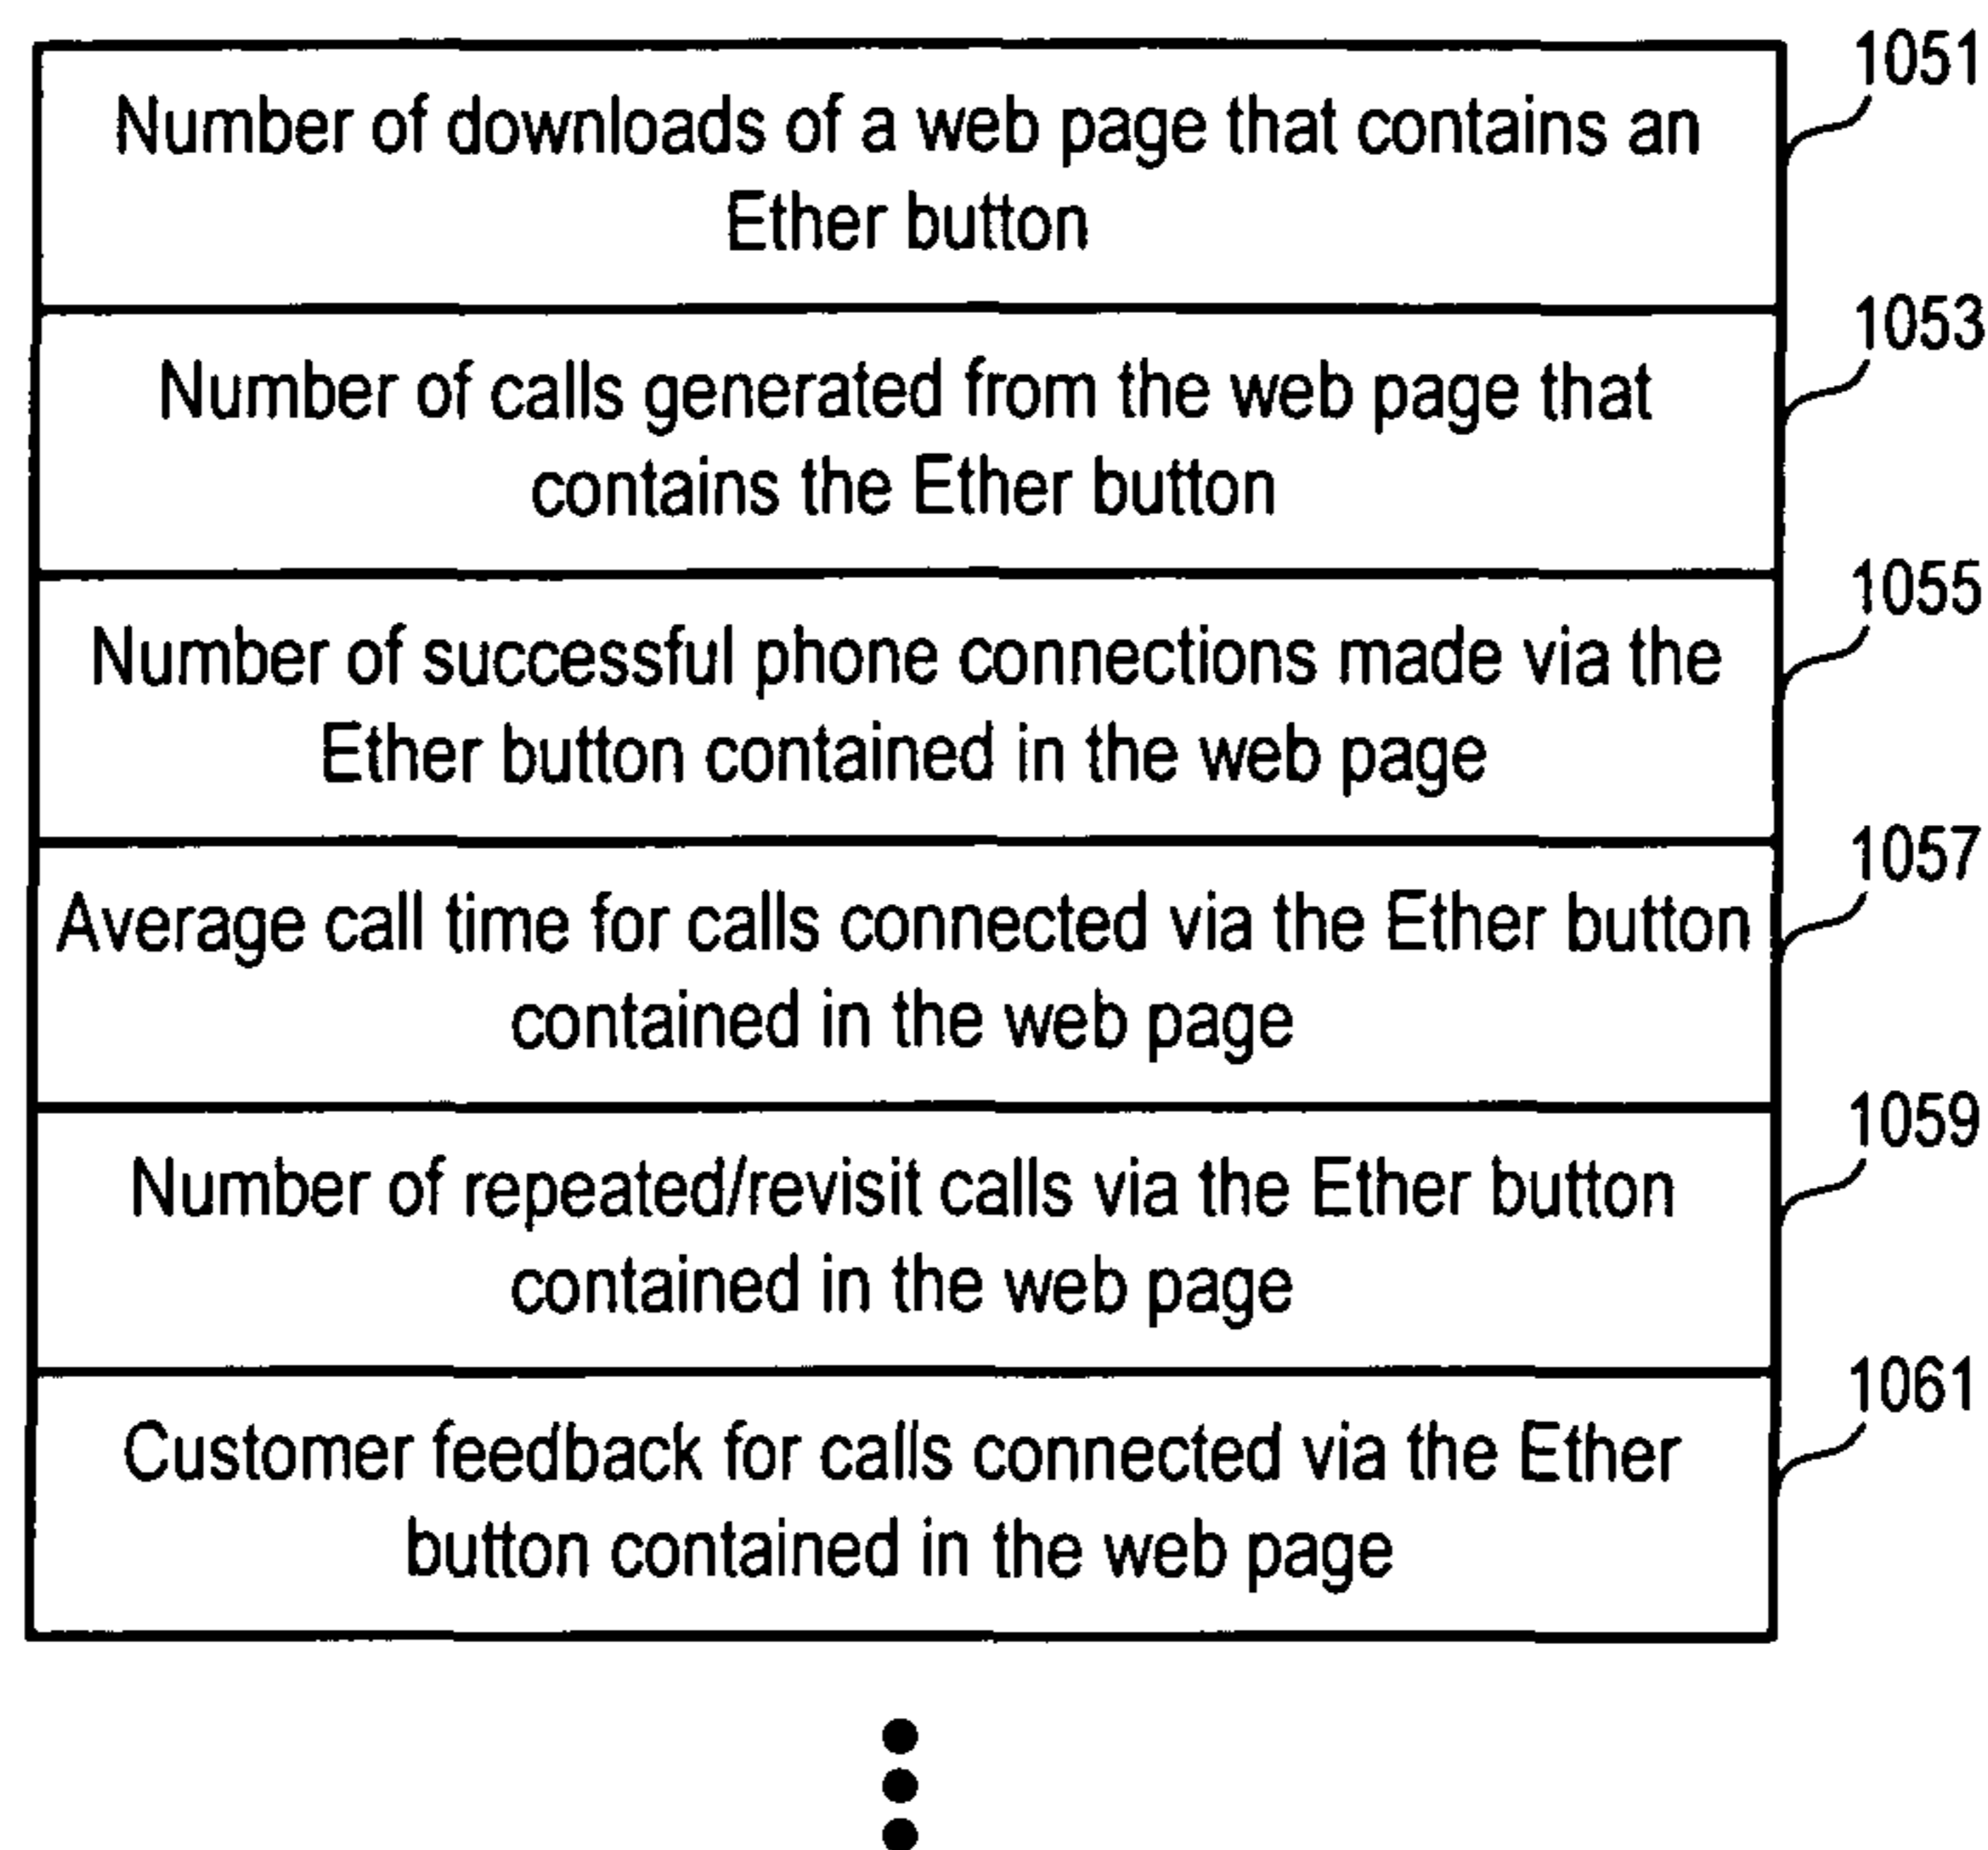 1051
Number of downloads of a web page that contains an
Ether button
1053
Number of calls generated from the web page that
contains the Ether button
1055
Number of successful phone connections made via the
Ether button contained in the web page
1057
Average call time for calls connected via the Ether button
contained in the web page
1059
Number of repeated/revisit calls via the Ether button
contained in the web page
1061
Customer feedback for calls connected via the Ether
button contained in the web page